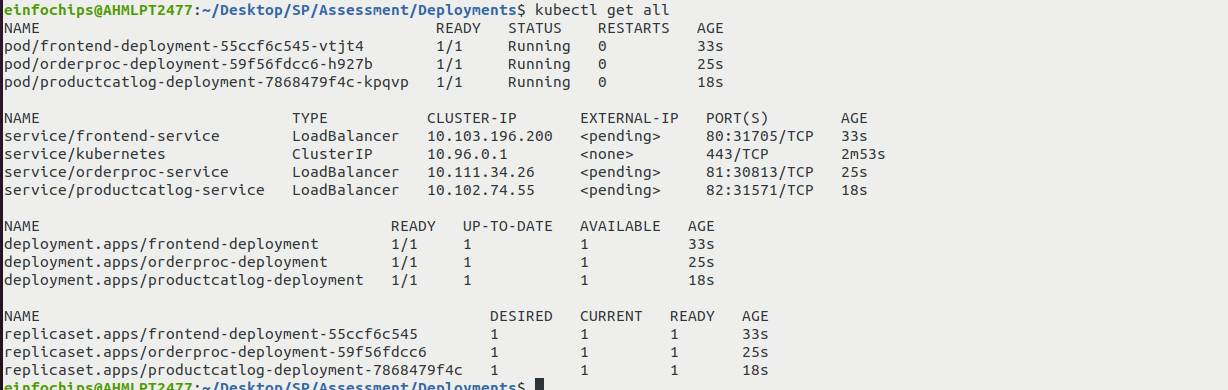 einfochips@AHMLPT2477:~/Desktop/SP/Assessment/Deployments$ kubectl get all
NAME READY STATUS RESTARTS AGE
pod/frontend-deployment-55ccf6c545-vtjt4 1/1 Running 0 33s
pod/orderproc-deployment-59f56fdcc6-h927b 1/1 Running 0 25s
pod/productcatlog-deployment-7868479f4c-kpqvp 1/1 Running 0 18s
NAME TYPE CLUSTER-IP EXTERNAL-IP PORT(S) AGE
service/frontend-service LoadBalancer 10.103.196.200 <pending> 80:31705/TCP 33s
service/kubernetes ClusterIP 10.96.0.1 <none> 443/TCP 2m53s
service/orderproc-service LoadBalancer 10.111.34.26 <pending> 81:30813/TCP 25s
service/productcatlog-service LoadBalancer 10.102.74.55 <pending> 82:31571/TCP 18s
NAME READY UP-TO-DATE AVAILABLE AGE
deployment.apps/frontend-deployment 1/1 1 1 33s
deployment.apps/orderproc-deployment 1/1 1 1 25s
deployment.apps/productcatlog-deployment 1/1 1 1 18s
NAME DESIRED CURRENT READY AGE
replicaset.apps/frontend-deployment-55ccf6c545 1 1 1 33s
replicaset.apps/orderproc-deployment-59f56fdcc6 1 1 1 25s
replicaset.apps/productcatlog-deployment-7868479f4c 1 1 1 18s
einfochips@AHMLPT2477:~/Desktop/SP/Assessment/Deployments$